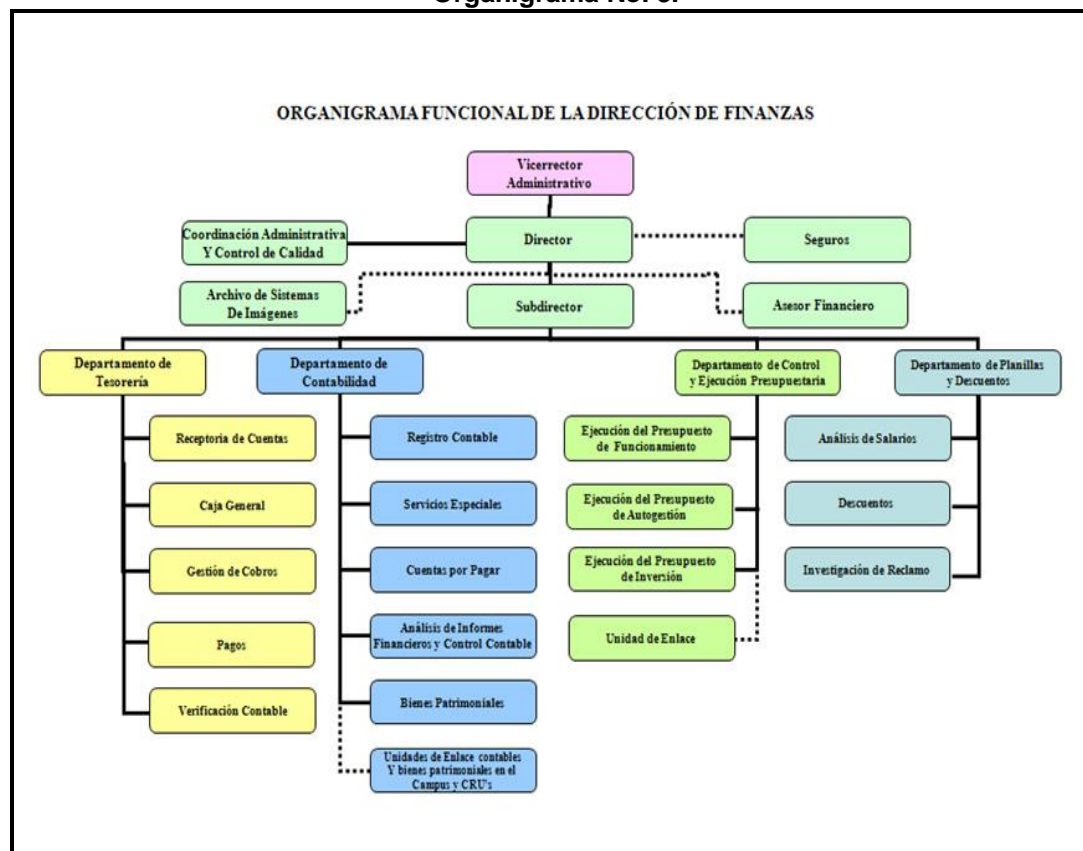 Organigrama No. 3.
ORGANIGRAMA FUNCIONAL DE LA DIRECCIÓN DE FINANZAS
Vicerrector
Administrativo
Coordinación Administrativa
Y Control de Calidad
Director
Seguros
Archivo de Sistemas
De Imágenes
Subdirector
Asesor Financiero
Departamento de
Tesorería
Departamento de
Contabilidad
Departamento de Control
y Ejecución Presupuestaria
Departamento de Planillas
y Descuentos
Receptoria de Cuentas
Caja General
Gestión de Cobros
Pagos
Verificación Contable
Registro Contable
Servicios Especiales
Cuentas por Pagar
Análisis de Informes
Financieros y Control Contable
Bienes Patrimoniales
Unidades de Enlace contables
Y bienes patrimoniales en el
Campus y CRU's
Ejecución del Presupuesto
de Funcionamiento
Ejecución del Presupuesto
de Autogestión
Ejecución del Presupuesto
de Inversión
Unidad de Enlace
Análisis de Salarios
Descuentos
Investigación de Reclamo